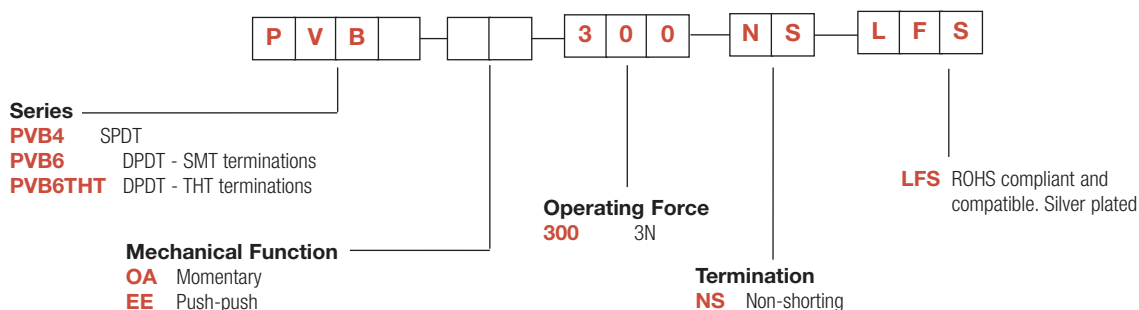 P V B 3 0 0 N S L F S
Series
PVB4 SPDT
PVB6 DPDT - SMT terminations
PVB6THT DPDT - THT terminations
LFS ROHS compliant and
compatible. Silver plated
Operating Force
300 3N
Mechanical Function
OA Momentary
EE Push-push
Termination
NS Non-shorting